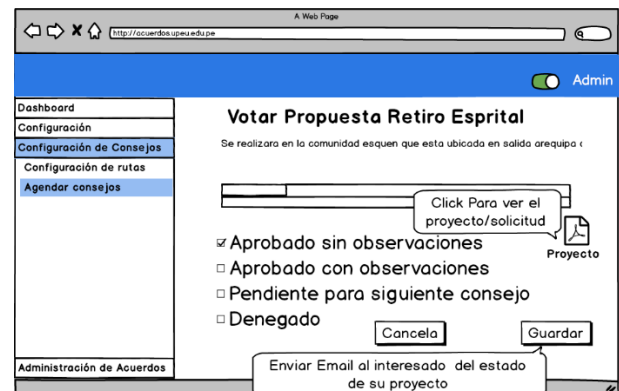 A Web Page
http://acuerdos.upeu.edu.pe
Admin
Dashboard
Configuración
Configuración de Consejos
Configuración de rutas
Agendar consejos
Administración de Acuerdos
Votar Propuesta Retiro Esprital
Se realizara en la comunidad esquen que esta ubicada en salida arequipa
Click Para ver el
proyecto/solicitud
Proyecto
Aprobado sin observaciones
Aprobado con observaciones
Pendiente para siguiente consejo
Denegado
Cancela
Guardar
Enviar Email al interesado del estado
de su proyecto